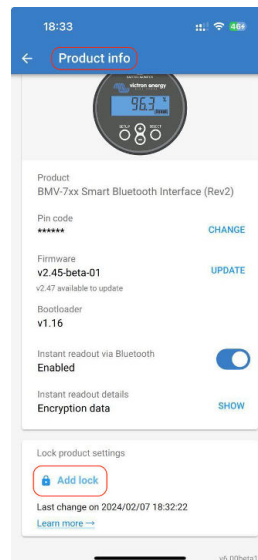 18:33
46
Product info
victron energy
96.3 %
Product
BMV-7xx Smart Bluetooth Interface (Rev2)
Pin code
******
CHANGE
Firmware
v2.45-beta-01
UPDATE
v2.47 available to update
Bootloader
v1.16
Instant readout via Bluetooth
Enabled
Instant readout details
Encryption data
SHOW
Lock product settings
Add lock
Last change on 2024/02/07 18:32:22
Learn more →
v6.00beta1